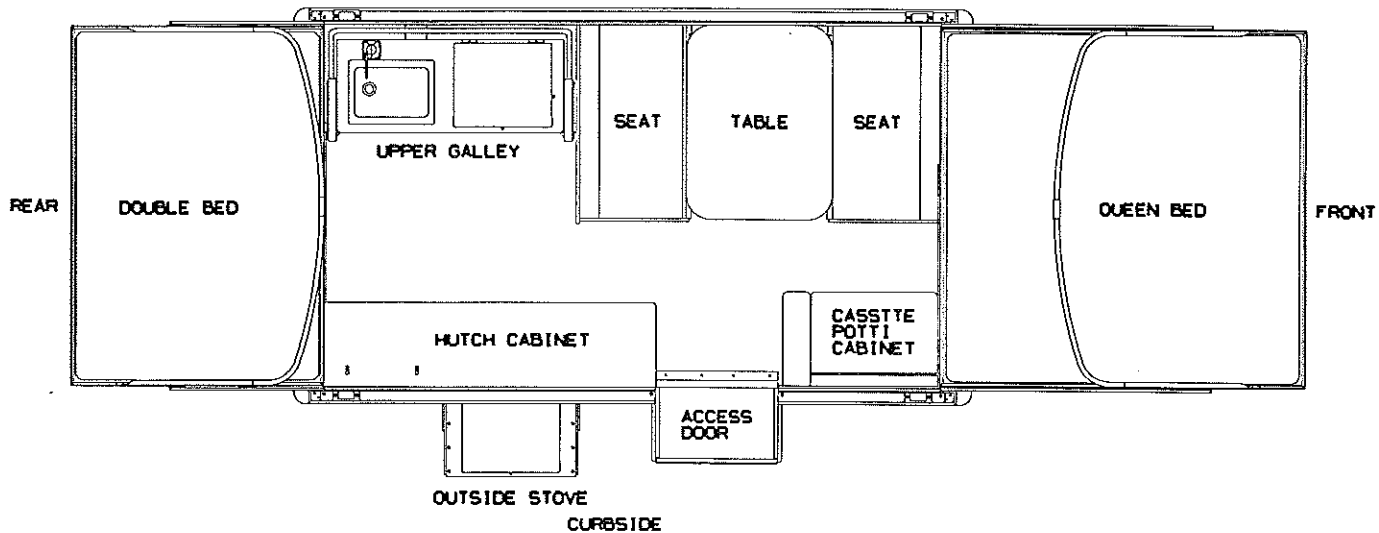 SEAT
TABLE
SEAT
UPPER GALLEY
REAR
DOUBLE BED
QUEEN BED
FRONT
HUTCH CABINET
CASSTTE
POTTI
CABINET
ACCESS
DOOR
OUTSIDE STOVE
CURBSIDE